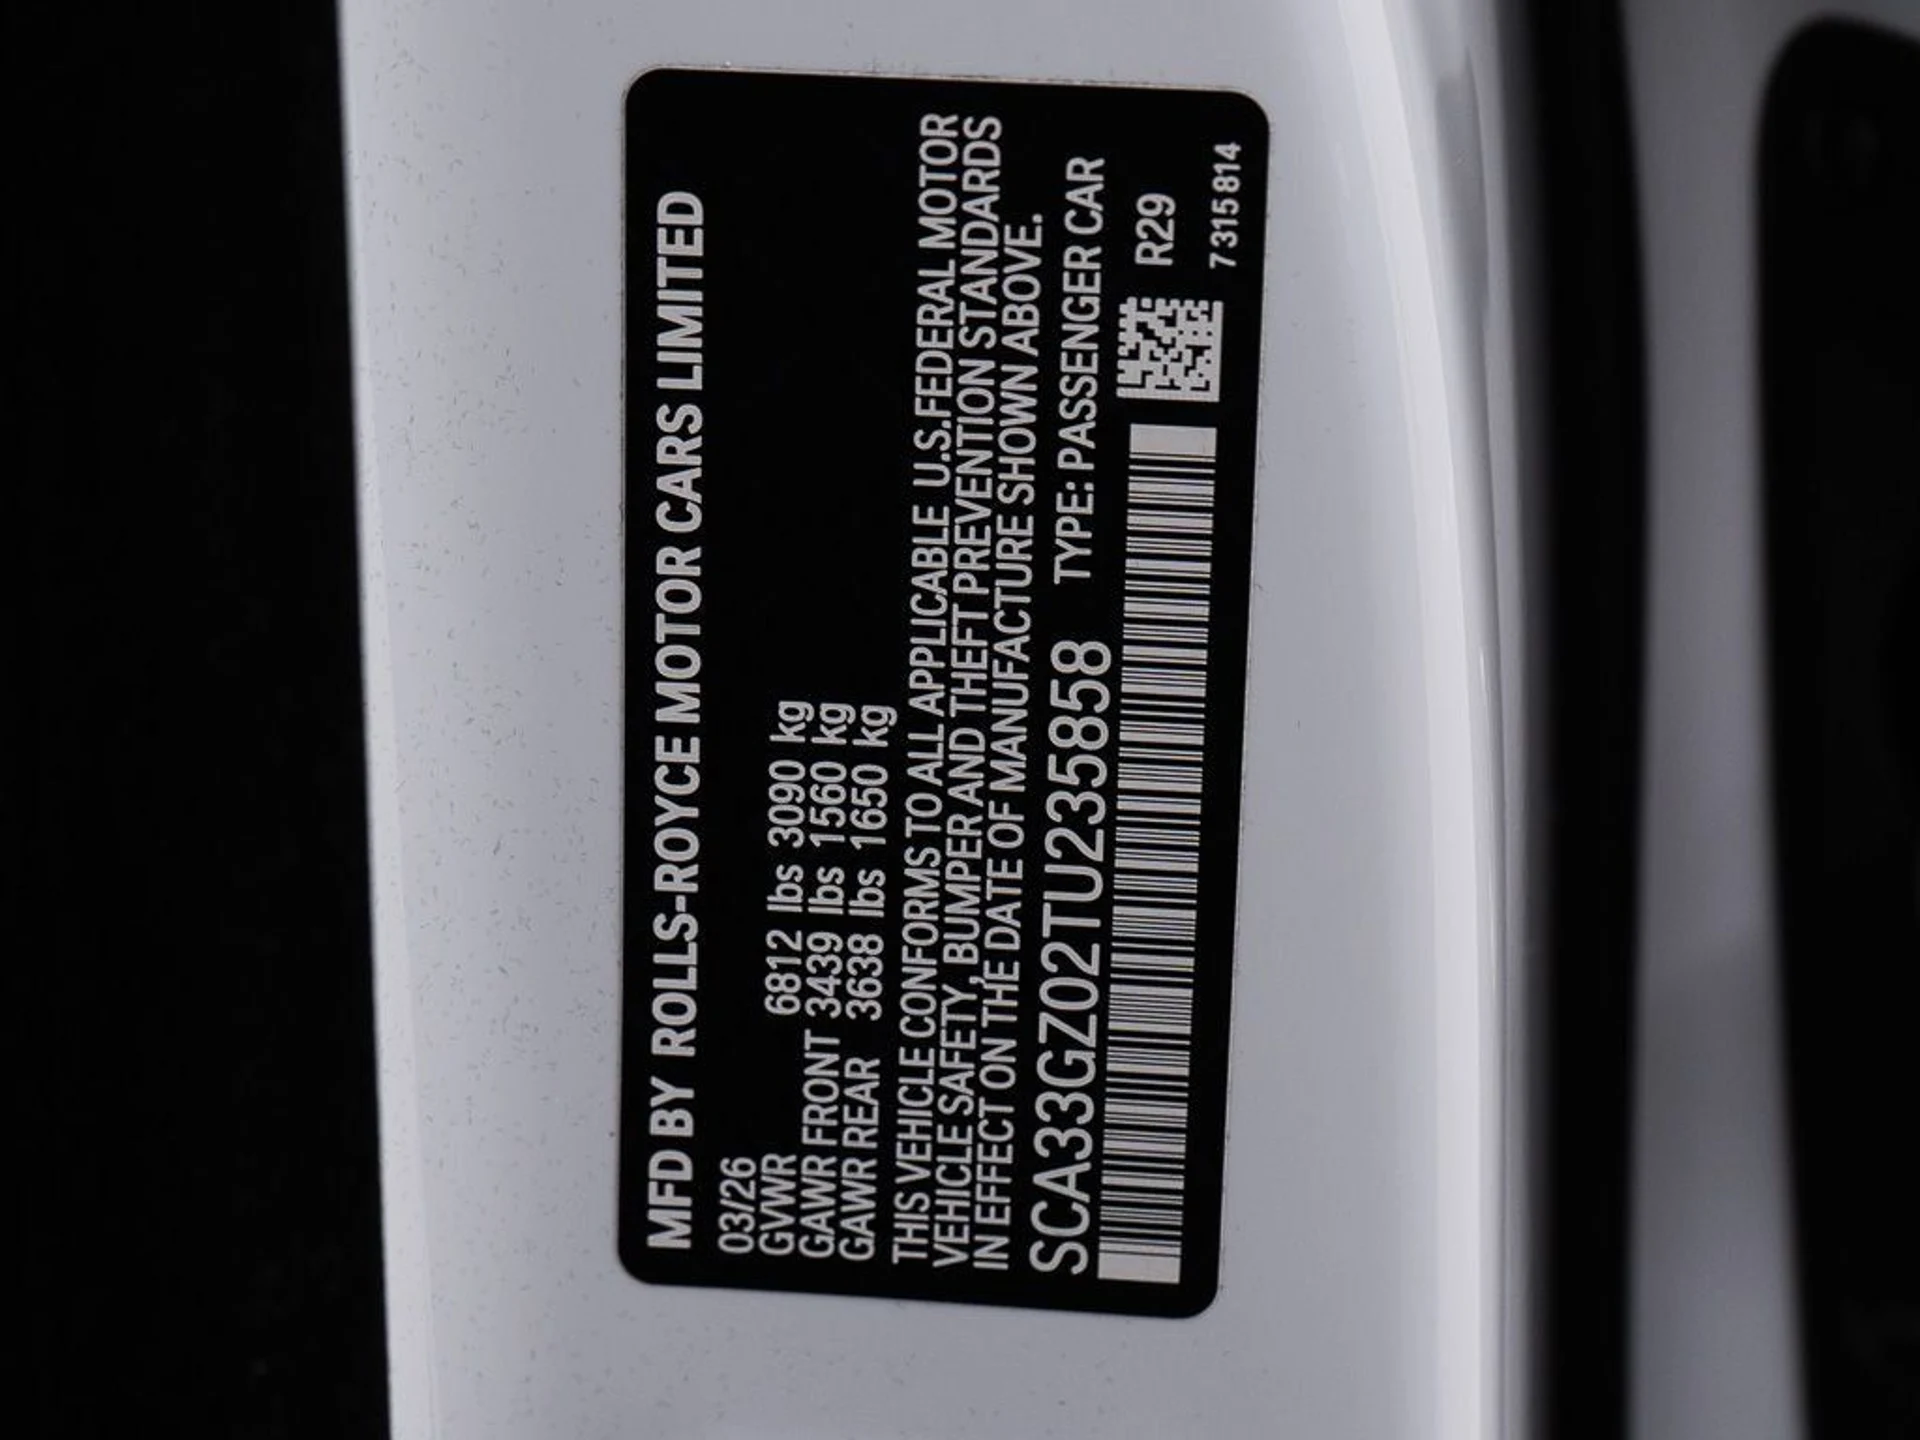 MFD BY ROLLS-ROYCE MOTOR CARS LIMITED
03/26
GVWR 6812 lbs 3090 kg
GAWR FRONT 3439 lbs 1560 kg
GAWR REAR 3638 lbs 1650 kg
THIS VEHICLE CONFORMS TO ALL APPLICABLE U.S.FEDERAL MOTOR
VEHICLE SAFETY, BUMPER AND THEFT PREVENTION STANDARDS
IN EFFECT ON THE DATE OF MANUFACTURE SHOWN ABOVE.
SCA33GZ02TU235858 TYPE: PASSENGER CAR
R29
7 315 814